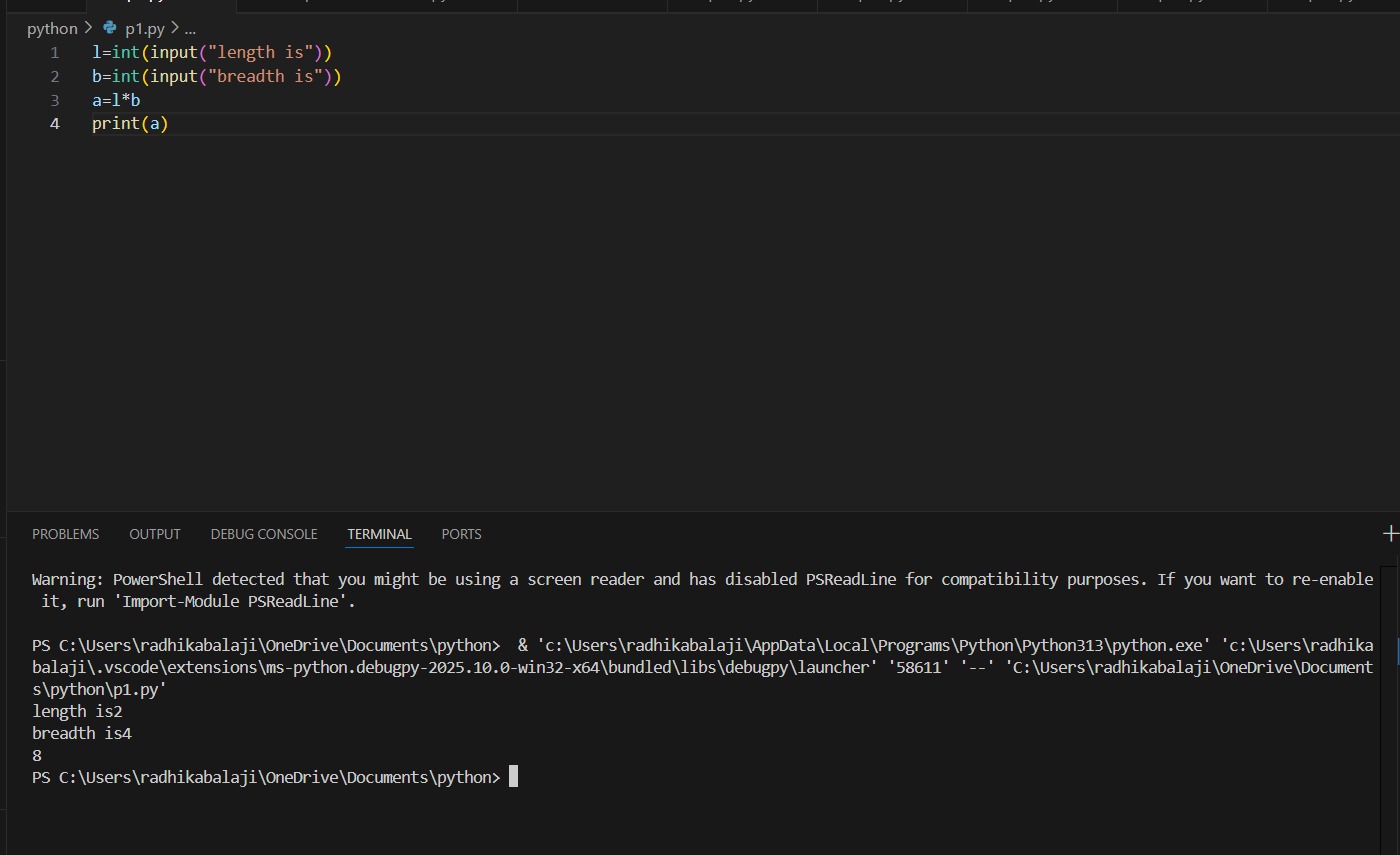 python > p1.py > ...
1 l=int(input("length is"))
2 b=int(input("breadth is"))
3 a=l*b
4 print(a)
PROBLEMS OUTPUT DEBUG CONSOLE TERMINAL PORTS
Warning: PowerShell detected that you might be using a screen reader and has disabled PSReadLine for compatibility purposes. If you want to re-enable
it, run 'Import-Module PSReadLine'.
PS C:\Users\radhikabalaji\OneDrive\Documents\python>  & 'c:\Users\radhikabalaji\AppData\Local\Programs\Python\Python313\python.exe' 'c:\Users\radhika
balaji\.vscode\extensions\ms-python.debugpy-2025.10.0-win32-x64\bundled\libs\debugpy\launcher' '58611' '--' 'C:\Users\radhikabalaji\OneDrive\Document
s\python\p1.py'
length is2
breadth is4
8
PS C:\Users\radhikabalaji\OneDrive\Documents\python>